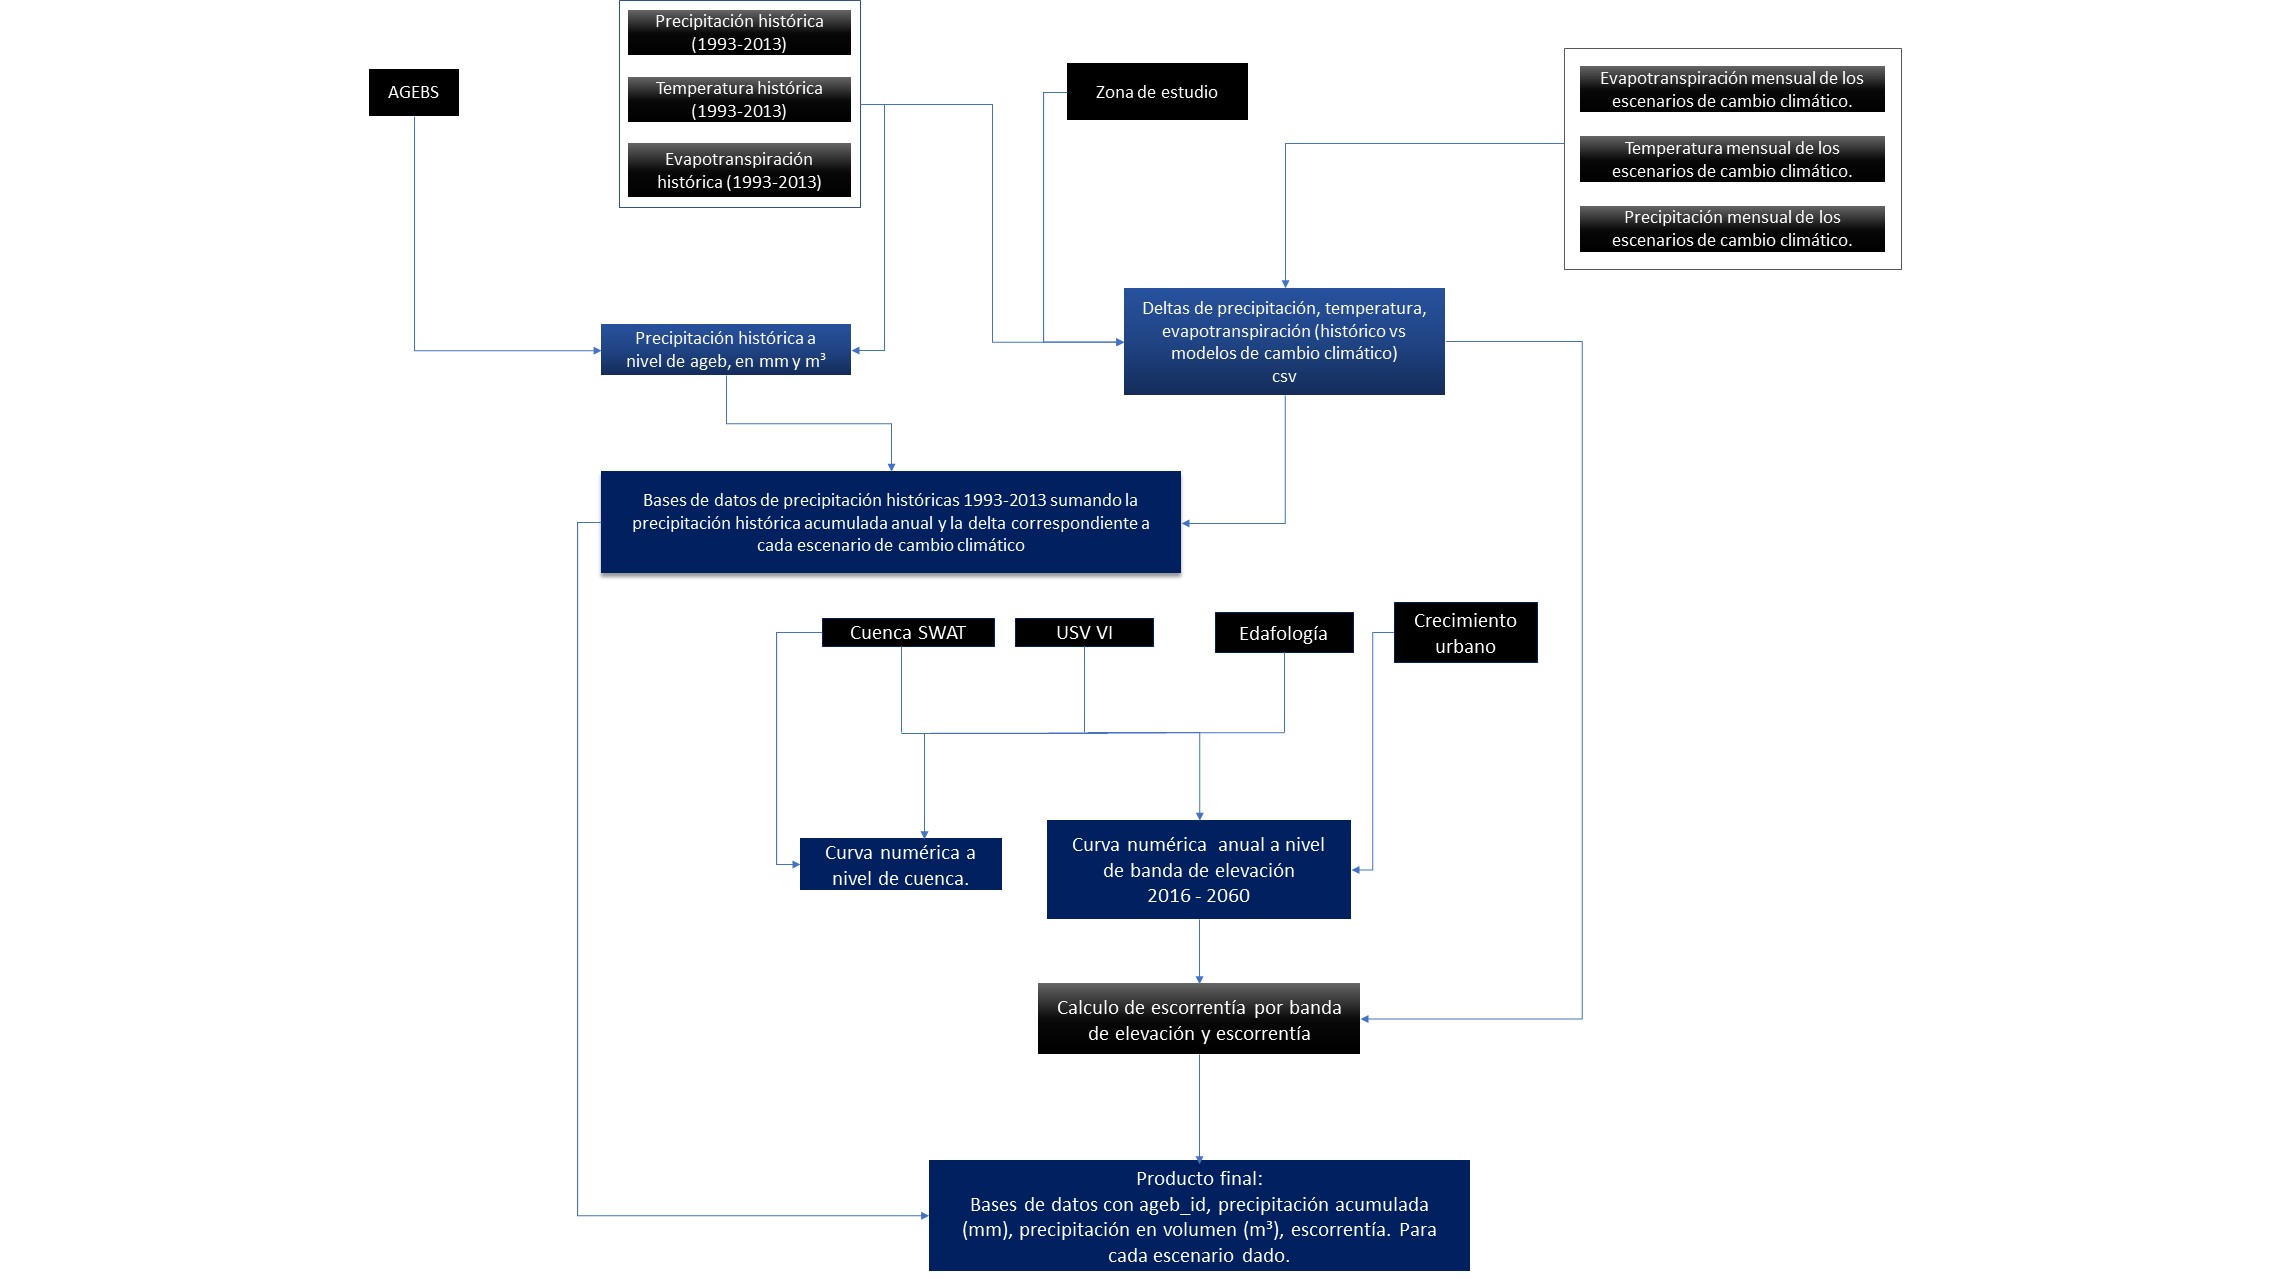 Precipitación histórica
(1993-2013)
AGEBS
Temperatura histórica
(1993-2013)
Evapotranspiración
histórica (1993-2013)
Zona de estudio
Evapotranspiración mensual de los
escenarios de cambio climático.
Temperatura mensual de los
escenarios de cambio climático.
Precipitación mensual de los
escenarios de cambio climático.
Precipitación histórica a
nivel de ageb, en mm y m³
Deltas de precipitación, temperatura,
evapotranspiración (histórico vs
modelos de cambio climático)
csv
Bases de datos de precipitación históricas 1993-2013 sumando la
precipitación histórica acumulada anual y la delta correspondiente a
cada escenario de cambio climático
Cuenca SWAT
USV VI
Edafología
Crecimiento
urbano
Curva numérica a
nivel de cuenca.
Curva numérica anual a nivel
de banda de elevación
2016 - 2060
Calculo de escorrentía por banda
de elevación y escorrentía
Producto final:
Bases de datos con ageb_id, precipitación acumulada
(mm), precipitación en volumen (m³), escorrentía. Para
cada escenario dado.